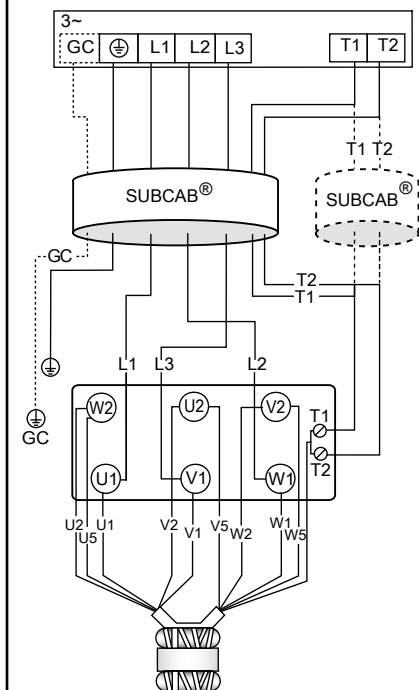 3~
GC L1 L2 L3 T1 T2
T1 T2
SUBCAB®
SUBCAB®
GC
T2
T1
L1 L3 L2
GC
W2 U2 V2
T1
U1 V1 W1
T2
U2 U5 U1 V2 V1 V5 W2 W1 W5